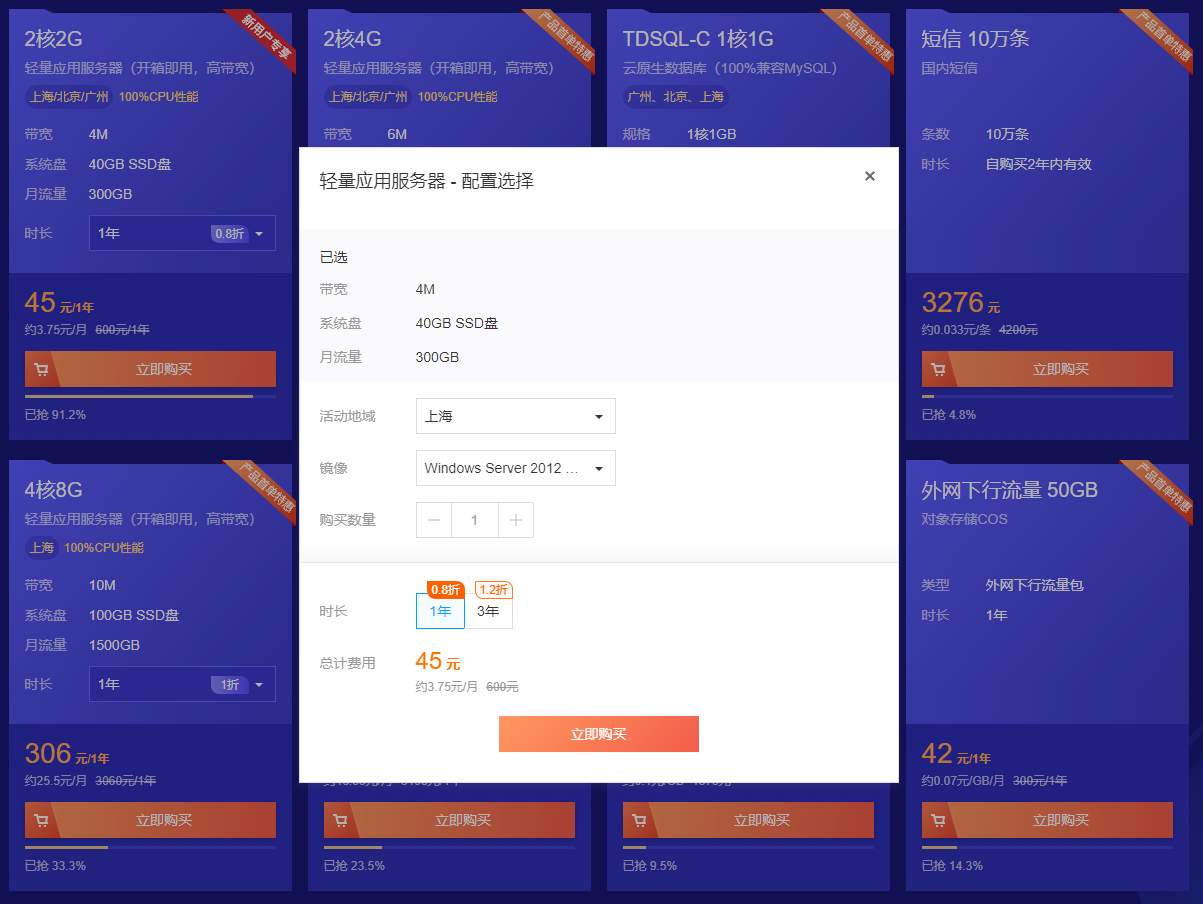 2核2G
新用户专享
轻量应用服务器（开箱即用，高带宽）
上海/北京/广州 100%CPU性能
带宽 4M
系统盘 40GB SSD盘
月流量 300GB
时长 1年 0.8折
45 元/1年
约3.75元/月 600元/1年
立即购买
已抢 91.2%
2核4G
产品首单特惠
轻量应用服务器（开箱即用，高带宽）
上海/北京/广州 100%CPU性能
带宽 6M
TDSQL-C 1核1G
产品首单特惠
云原生数据库（100%兼容MySQL）
广州、北京、上海
规格 1核1GB
短信 10万条
产品首单特惠
国内短信
条数 10万条
时长 自购买2年内有效
3276 元
约0.033元/条 4200元
立即购买
已抢 4.8%
轻量应用服务器 - 配置选择
×
已选
带宽 4M
系统盘 40GB SSD盘
月流量 300GB
活动地域 上海
镜像 Windows Server 2012 ...
购买数量 − 1 +
0.8折 1.2折
时长 1年 3年
总计费用 45 元
约3.75元/月 600元
立即购买
4核8G
产品首单特惠
轻量应用服务器（开箱即用，高带宽）
上海 100%CPU性能
带宽 10M
系统盘 100GB SSD盘
月流量 1500GB
时长 1年 1折
306 元/1年
约25.5元/月 3060元/1年
立即购买
已抢 33.3%
立即购买
已抢 23.5%
立即购买
已抢 9.5%
外网下行流量 50GB
产品首单特惠
对象存储COS
类型 外网下行流量包
时长 1年
42 元/1年
约0.07元/GB/月 300元/1年
立即购买
已抢 14.3%